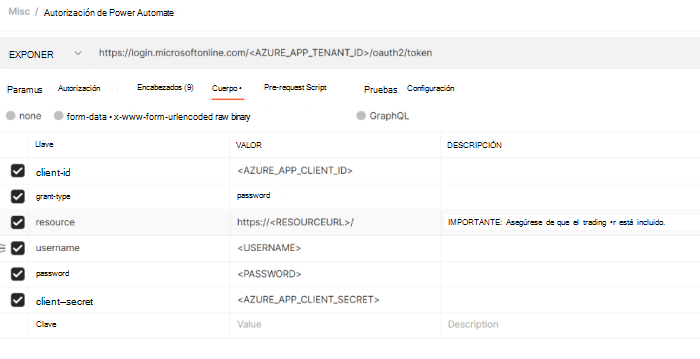 Misc / Autorización de Power Automate
EXPONER https://login.microsoftonline.com/<AZURE_APP_TENANT_ID>/oauth2/token
Paramus Autorización Encabezados (9) Cuerpo • Pre-request Script Pruebas Configuración
none form-data • x-www-form-urlencoded raw binary GraphQL
Llave VALOR DESCRIPCIÓN
client-id <AZURE_APP_CLIENT_ID>
grant-type password
resource https://<RESOURCEURL>/ IMPORTANTE: Asegúrese de que el trading •r está incluido.
username <USERNAME>
password <PASSWORD>
client–secret <AZURE_APP_CLIENT_SECRET>
Clave Value Description